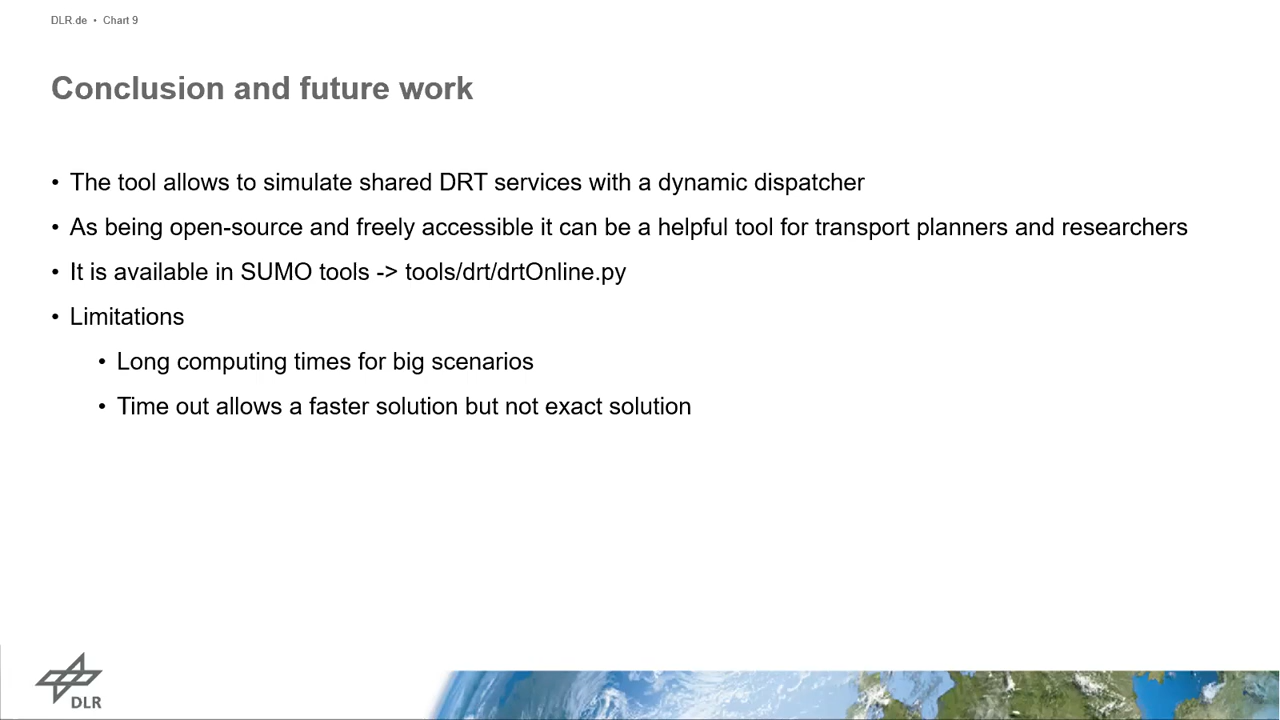 DLR.de • Chart 9
Conclusion and future work
• The tool allows to simulate shared DRT services with a dynamic dispatcher
• As being open-source and freely accessible it can be a helpful tool for transport planners and researchers
• It is available in SUMO tools -> tools/drt/drtOnline.py
• Limitations
• Long computing times for big scenarios
• Time out allows a faster solution but not exact solution
DLR